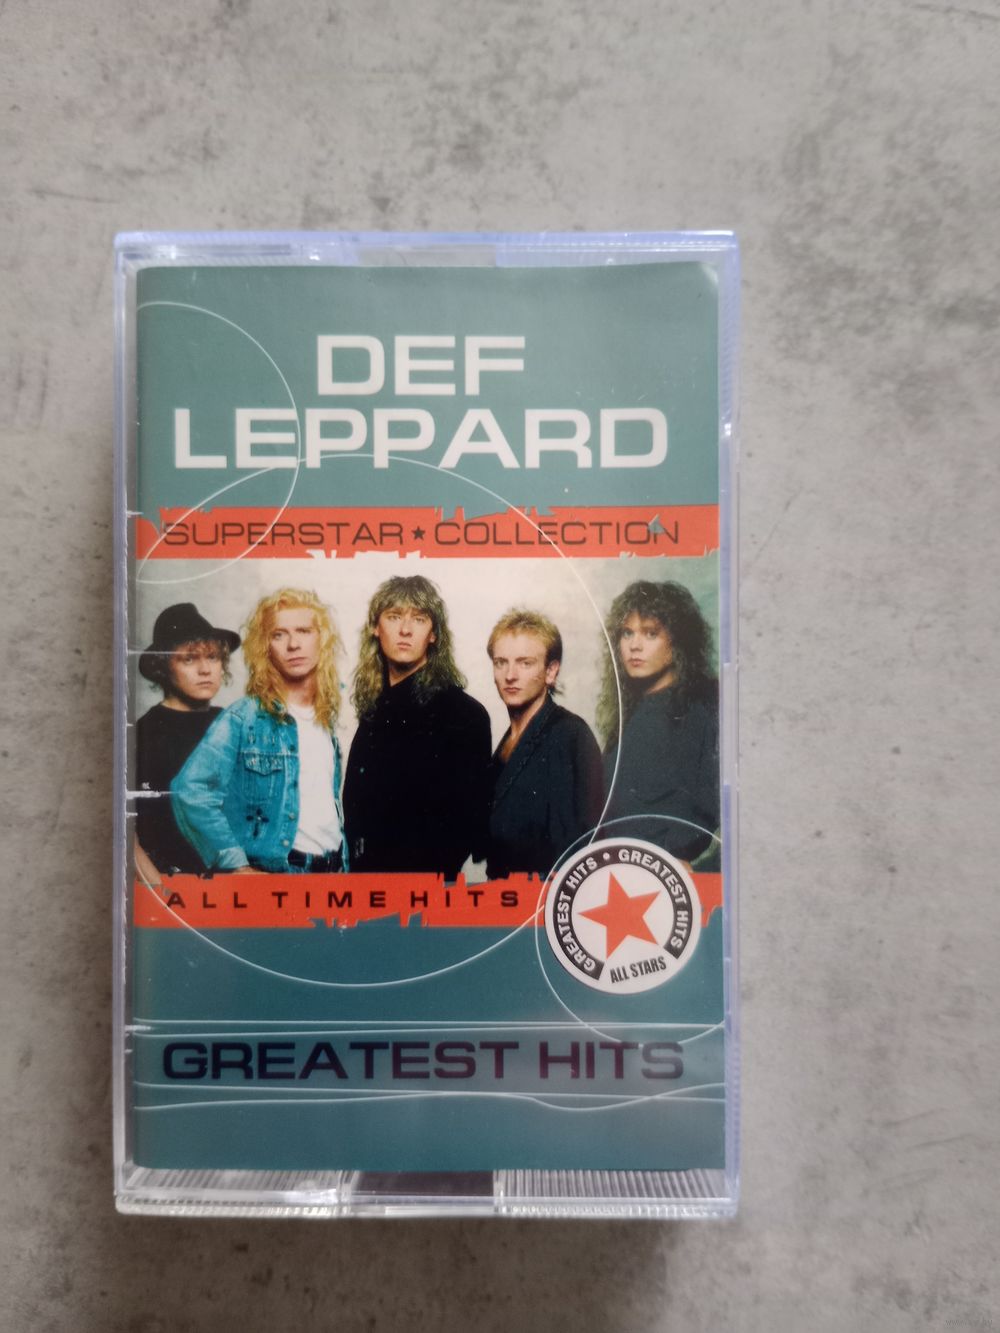 DEF
LEPPARD
SUPERSTAR★COLLECTION
ALL TIME HITS
GREATEST HITS • GREATEST HITS
ALL STARS
GREATEST HITS